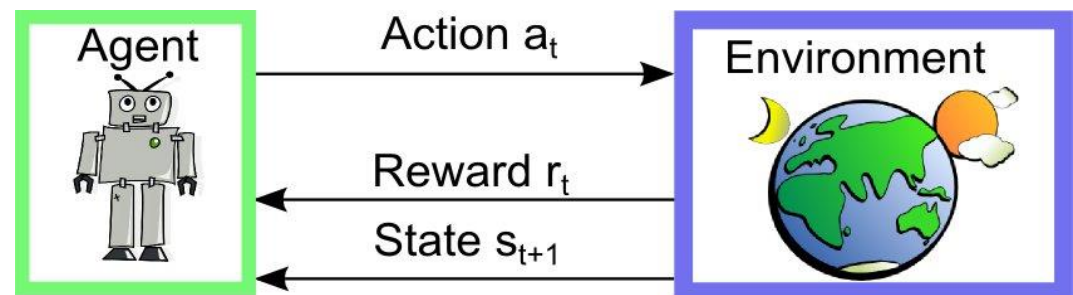 Agent
Action aₜ
Environment
Reward rₜ
State sₜ₊₁